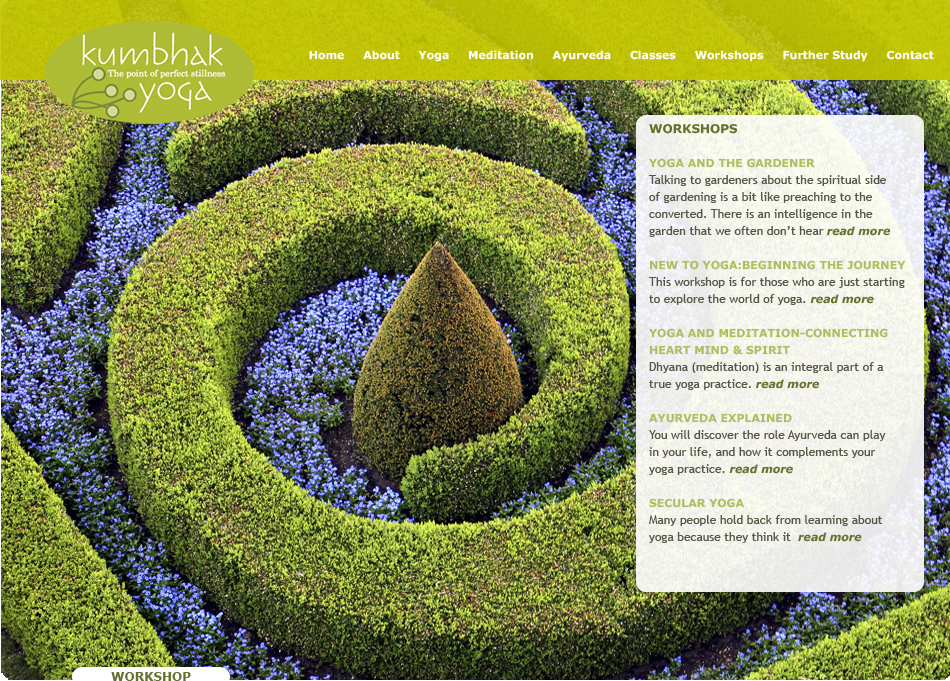 kumbhak
The point of perfect stillness
yoga
Home About Yoga Meditation Ayurveda Classes Workshops Further Study Contact
WORKSHOPS
YOGA AND THE GARDENER
Talking to gardeners about the spiritual side
of gardening is a bit like preaching to the
converted. There is an intelligence in the
garden that we often don’t hear read more
NEW TO YOGA:BEGINNING THE JOURNEY
This workshop is for those who are just starting
to explore the world of yoga. read more
YOGA AND MEDITATION–CONNECTING
HEART MIND & SPIRIT
Dhyana (meditation) is an integral part of a
true yoga practice. read more
AYURVEDA EXPLAINED
You will discover the role Ayurveda can play
in your life, and how it complements your
yoga practice. read more
SECULAR YOGA
Many people hold back from learning about
yoga because they think it read more
WORKSHOP